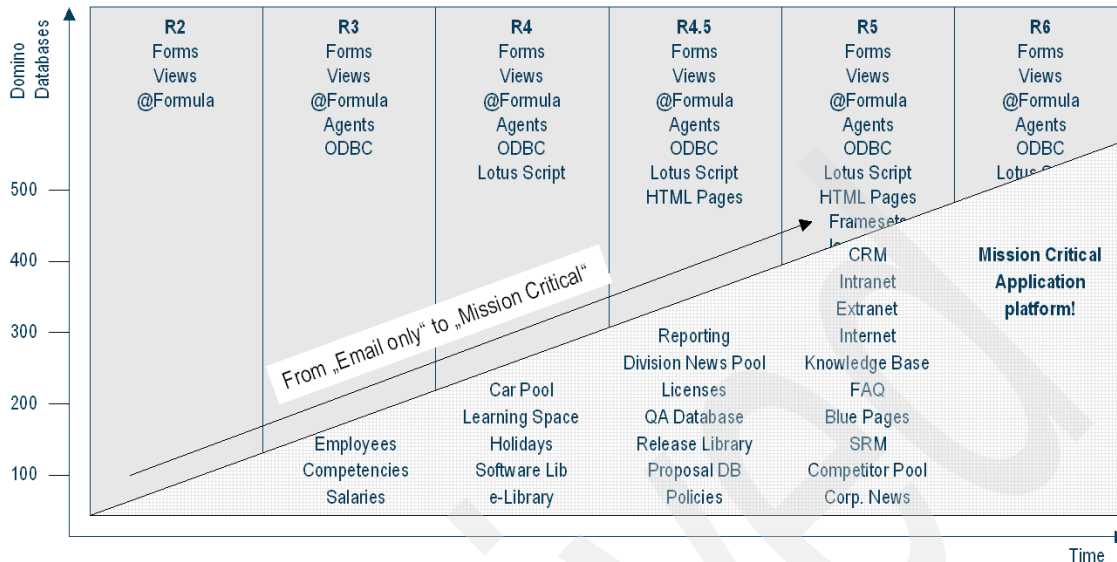 Domino
Databases
500
400
300
200
100
R2
Forms
Views
@Formula
R3
Forms
Views
@Formula
Agents
ODBC
R4
Forms
Views
@Formula
Agents
ODBC
Lotus Script
R4.5
Forms
Views
@Formula
Agents
ODBC
Lotus Script
HTML Pages
R5
Forms
Views
@Formula
Agents
ODBC
Lotus Script
HTML Pages
Framesets
R6
Forms
Views
@Formula
Agents
ODBC
Lotus
From „Email only“ to „Mission Critical“
Employees
Competencies
Salaries
Car Pool
Learning Space
Holidays
Software Lib
e-Library
Reporting
Division News Pool
Licenses
QA Database
Release Library
Proposal DB
Policies
CRM
Intranet
Extranet
Internet
Knowledge Base
FAQ
Blue Pages
SRM
Competitor Pool
Corp. News
Mission Critical
Application
platform!
Time